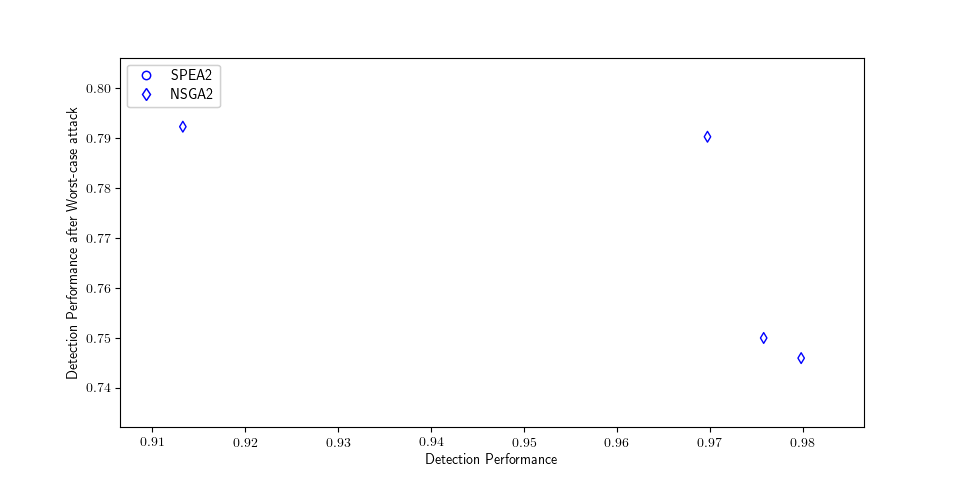 SPEA2
NSGA2
0.80
0.79
0.78
0.77
0.76
0.75
0.74
Detection Performance after Worst-case attack
0.91 0.92 0.93 0.94 0.95 0.96 0.97 0.98
Detection Performance